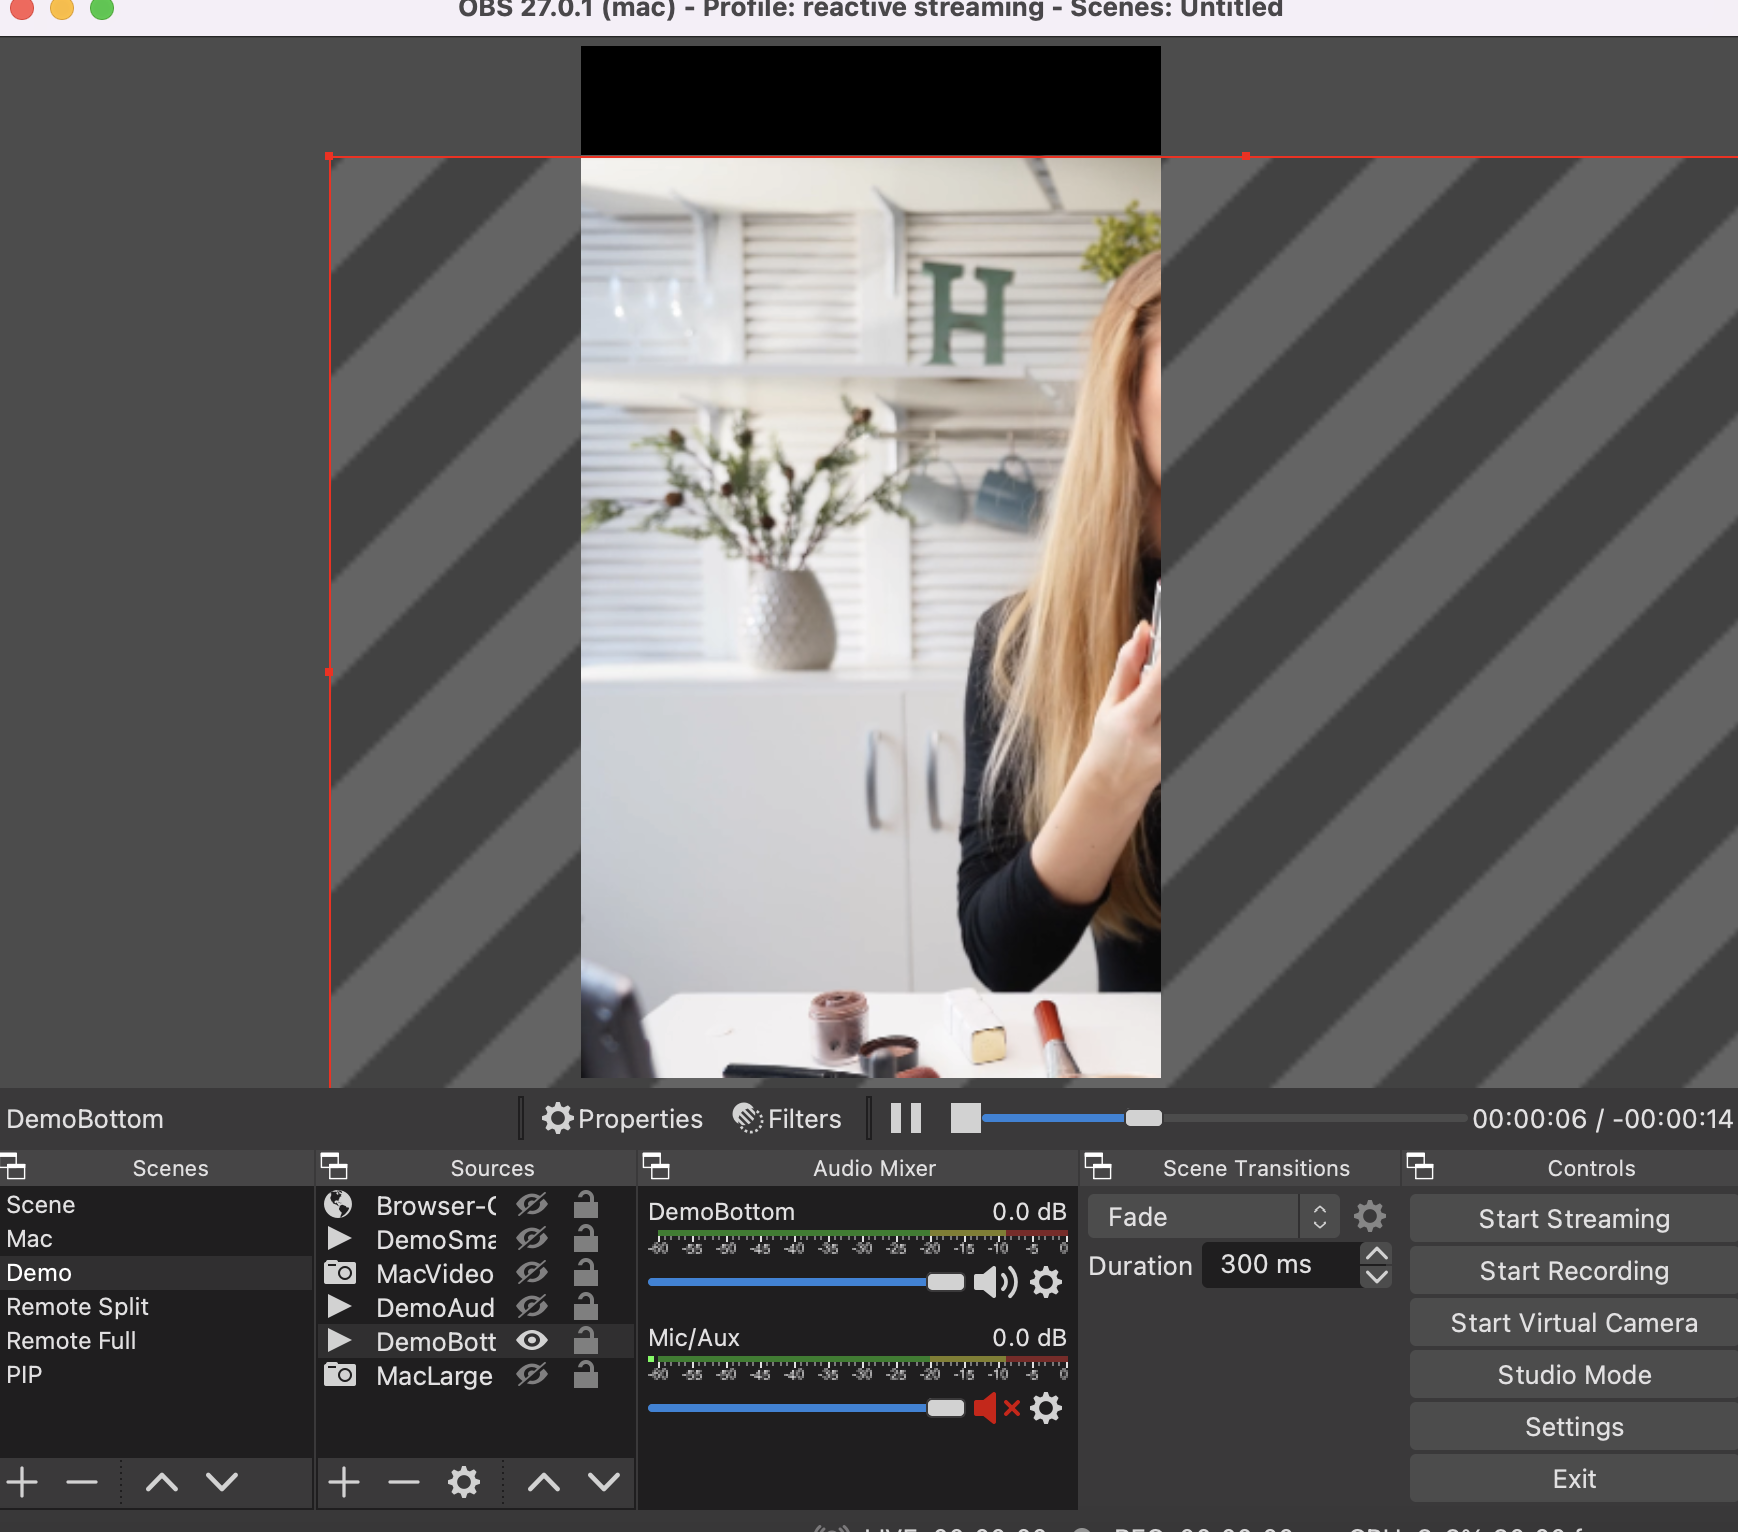 OBS 27.0.1 (mac) - Profile: reactive streaming - Scenes: Untitled
H
DemoBottom
Properties
Filters
00:00:06 / -00:00:14
Scenes
Sources
Audio Mixer
Scene Transitions
Controls
Scene
Mac
Demo
Remote Split
Remote Full
PIP
Browser-
DemoSma
MacVideo
DemoAud
DemoBott
MacLarge
DemoBottom 0.0 dB
-60 -55 -50 -45 -40 -35 -30 -25 -20 -15 -10 -5 0
Mic/Aux 0.0 dB
-60 -55 -50 -45 -40 -35 -30 -25 -20 -15 -10 -5 0
Fade
Duration 300 ms
Start Streaming
Start Recording
Start Virtual Camera
Studio Mode
Settings
Exit